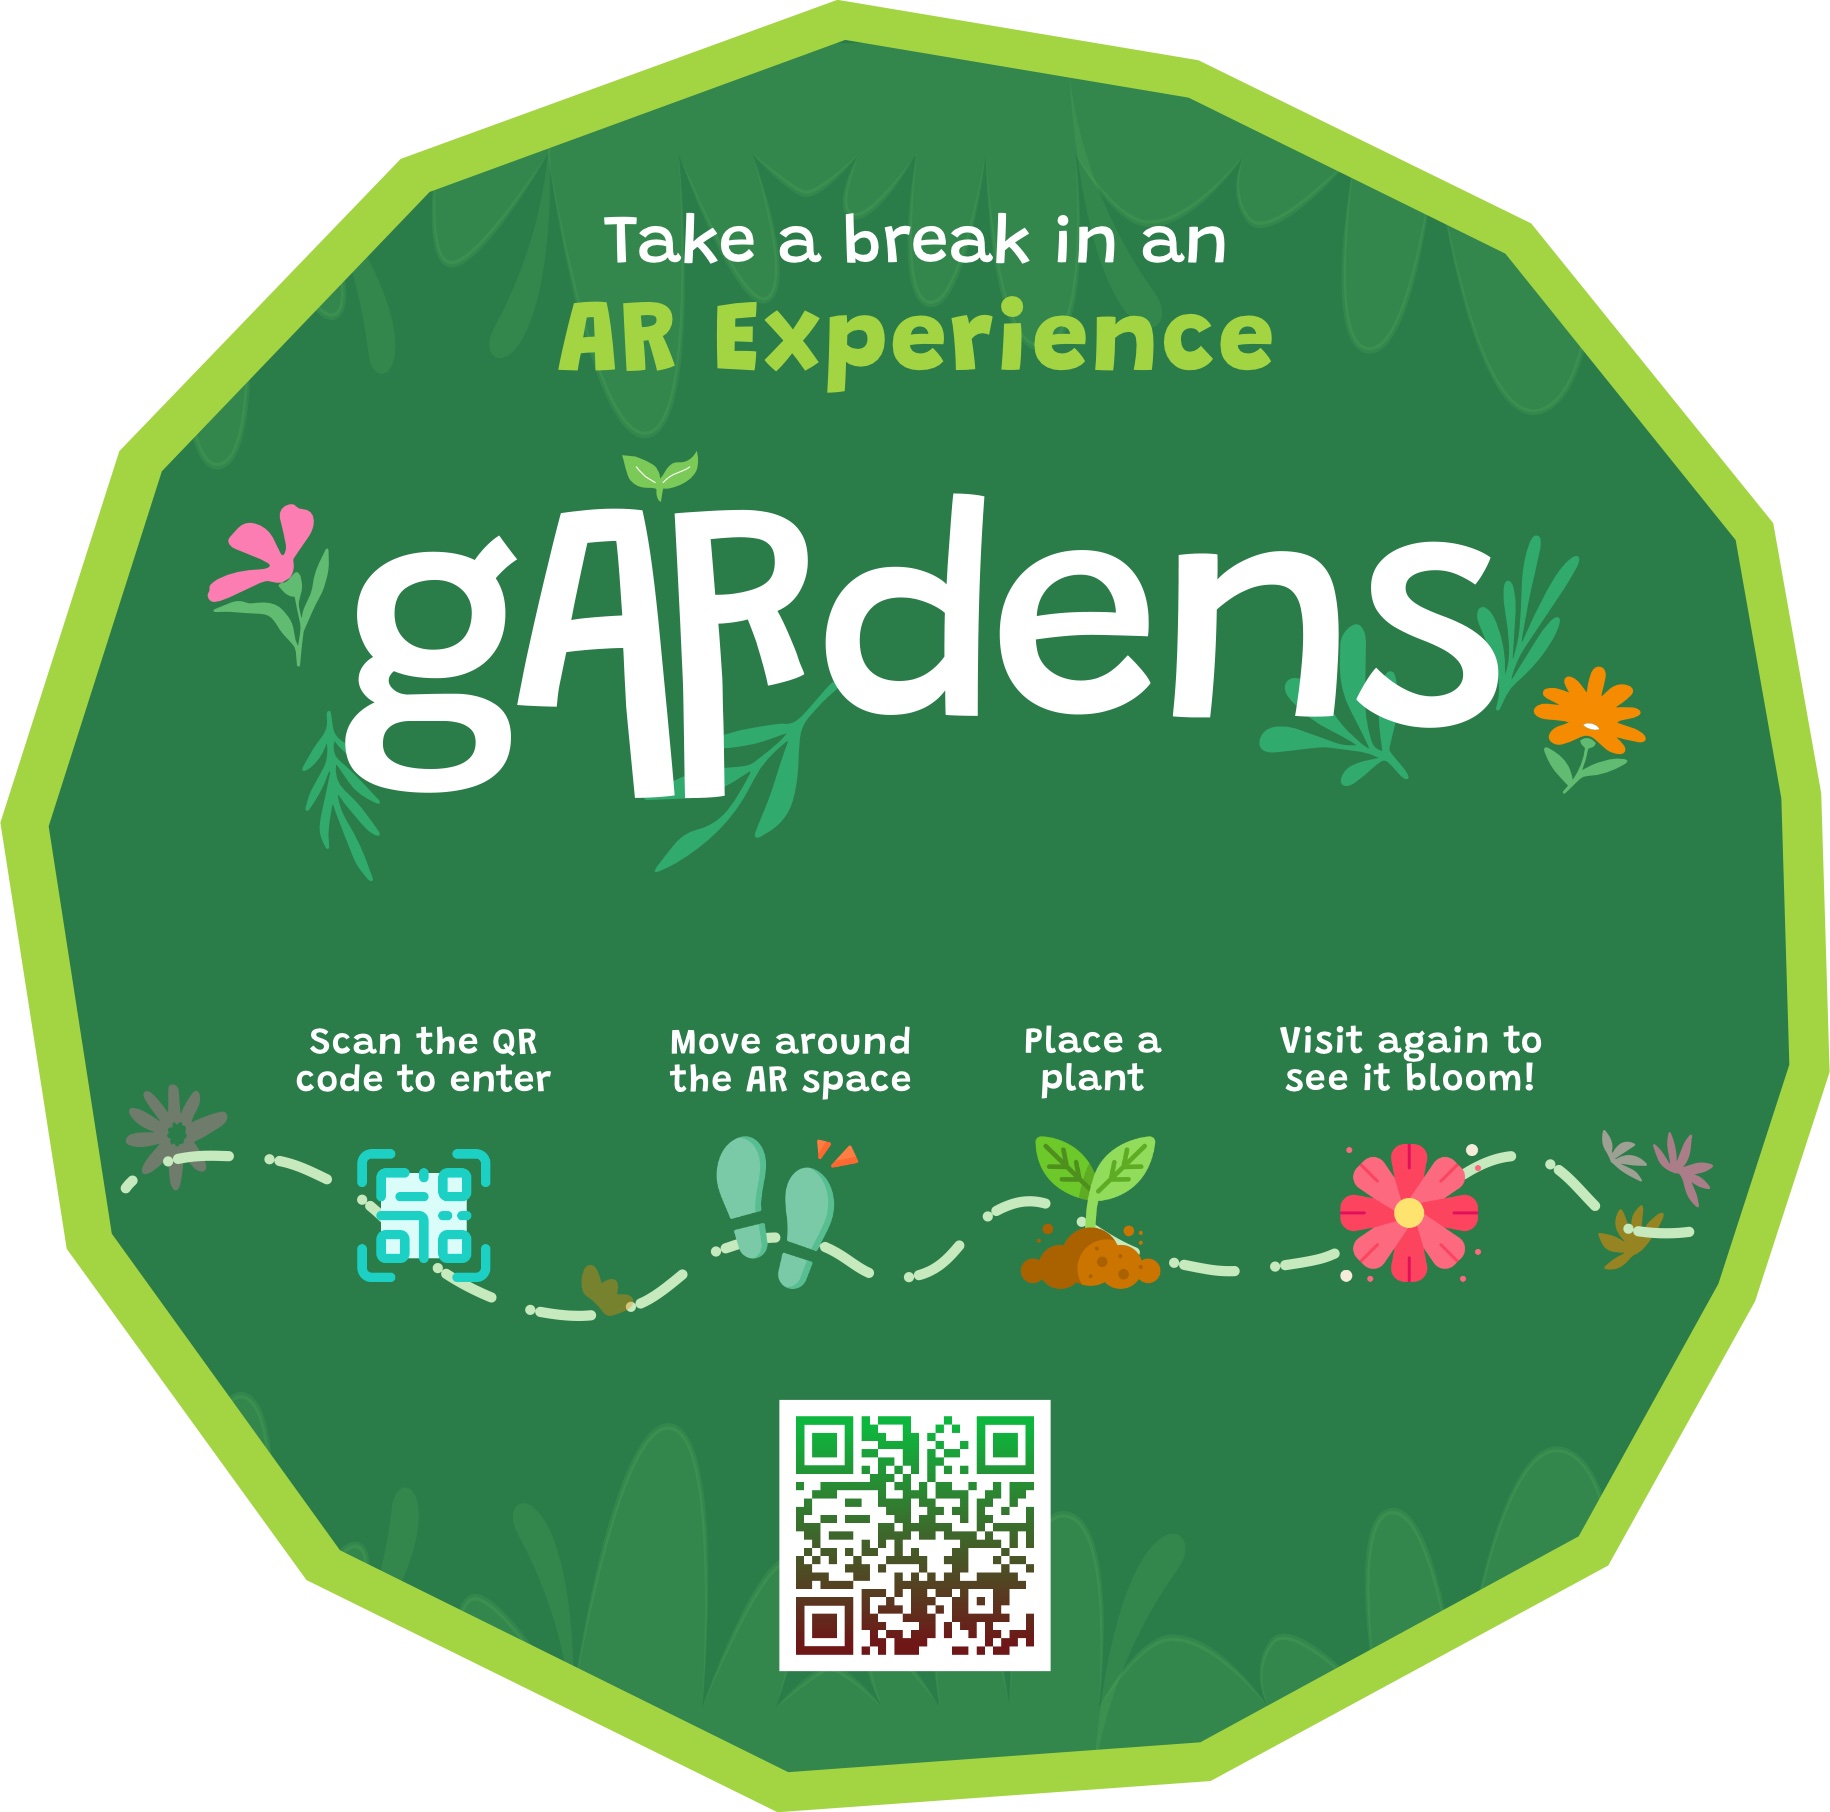 Take a break in an
AR Experience
gARdens
Scan the QR
code to enter
Move around
the AR space
Place a
plant
Visit again to
see it bloom!